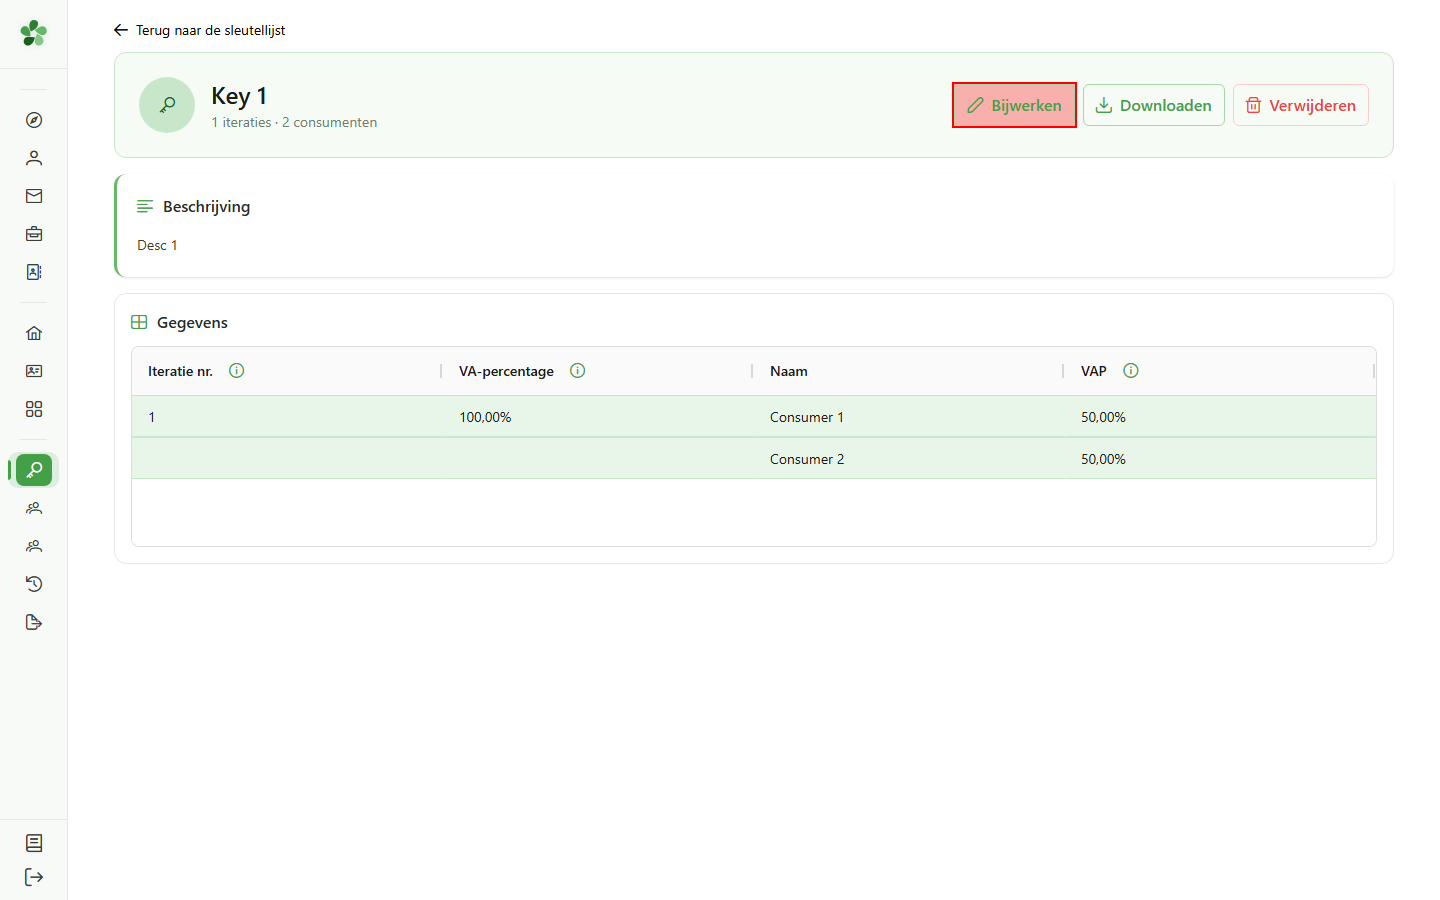 Terug naar de sleutellijst
Key 1
1 iteraties · 2 consumenten
Bijwerken
Downloaden
Verwijderen
Beschrijving
Desc 1
Gegevens
Iteratie nr. VA-percentage Naam VAP
1 100,00% Consumer 1 50,00%
Consumer 2 50,00%